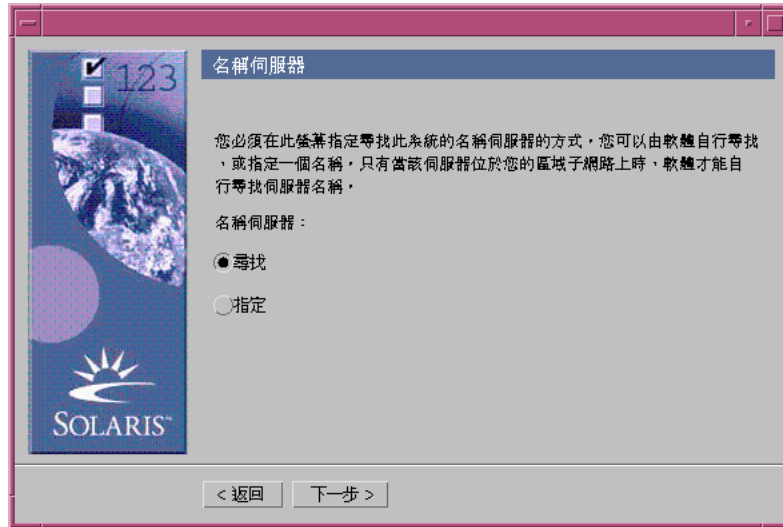 123
名稱伺服器
您必須在此螢幕指定尋找此系統的名稱伺服器的方式，您可以由軟體自行尋找
、或指定一個名稱，只有當該伺服器位於您的區域子網路上時，軟體才能自
行尋找伺服器名稱，
名稱伺服器：
尋找
指定
SOLARIS™
< 返回
下一步 >